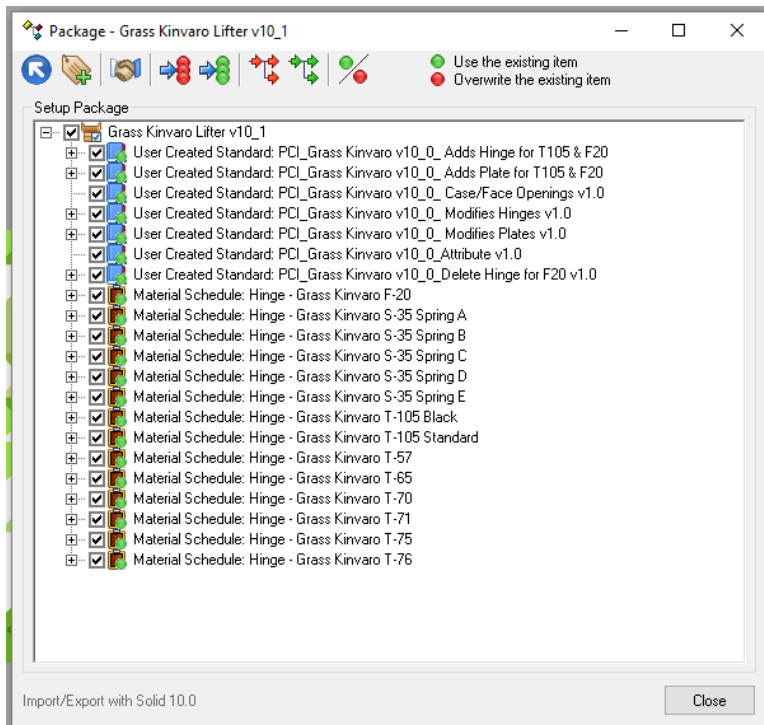 Package - Grass Kinvaro Lifter v10_1
Use the existing item
Overwrite the existing item
Setup Package
Grass Kinvaro Lifter v10_1
User Created Standard: PCI_Grass Kinvaro v10_0_ Adds Hinge for T105 & F20
User Created Standard: PCI_Grass Kinvaro v10_0_ Adds Plate for T105 & F20
User Created Standard: PCI_Grass Kinvaro v10_0_ Case/Face Openings v1.0
User Created Standard: PCI_Grass Kinvaro v10_0_ Modifies Hinges v1.0
User Created Standard: PCI_Grass Kinvaro v10_0_ Modifies Plates v1.0
User Created Standard: PCI_Grass Kinvaro v10_0_Attribute v1.0
User Created Standard: PCI_Grass Kinvaro v10_0_Delete Hinge for F20 v1.0
Material Schedule: Hinge - Grass Kinvaro F-20
Material Schedule: Hinge - Grass Kinvaro S-35 Spring A
Material Schedule: Hinge - Grass Kinvaro S-35 Spring B
Material Schedule: Hinge - Grass Kinvaro S-35 Spring C
Material Schedule: Hinge - Grass Kinvaro S-35 Spring D
Material Schedule: Hinge - Grass Kinvaro S-35 Spring E
Material Schedule: Hinge - Grass Kinvaro T-105 Black
Material Schedule: Hinge - Grass Kinvaro T-105 Standard
Material Schedule: Hinge - Grass Kinvaro T-57
Material Schedule: Hinge - Grass Kinvaro T-65
Material Schedule: Hinge - Grass Kinvaro T-70
Material Schedule: Hinge - Grass Kinvaro T-71
Material Schedule: Hinge - Grass Kinvaro T-75
Material Schedule: Hinge - Grass Kinvaro T-76
Import/Export with Solid 10.0
Close